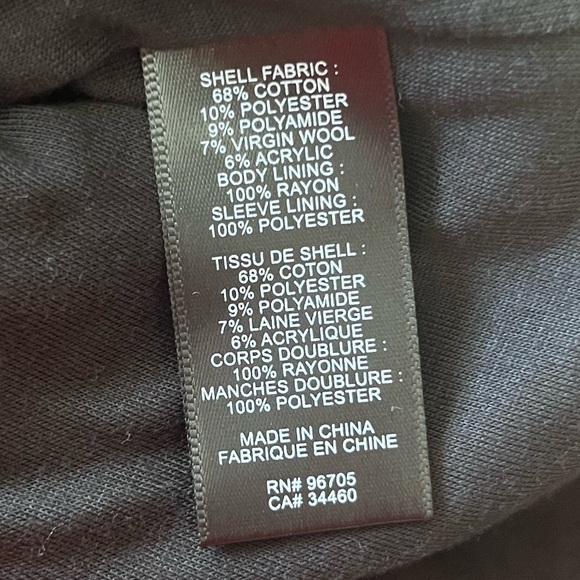 SHELL FABRIC :
68% COTTON
10% POLYESTER
9% POLYAMIDE
7% VIRGIN WOOL
6% ACRYLIC
BODY LINING :
100% RAYON
SLEEVE LINING :
100% POLYESTER
TISSU DE SHELL :
68% COTON
10% POLYESTER
9% POLYAMIDE
7% LAINE VIERGE
6% ACRYLIQUE
CORPS DOUBLURE :
100% RAYONNE
MANCHES DOUBLURE :
100% POLYESTER
MADE IN CHINA
FABRIQUE EN CHINE
RN# 96705
CA# 34460